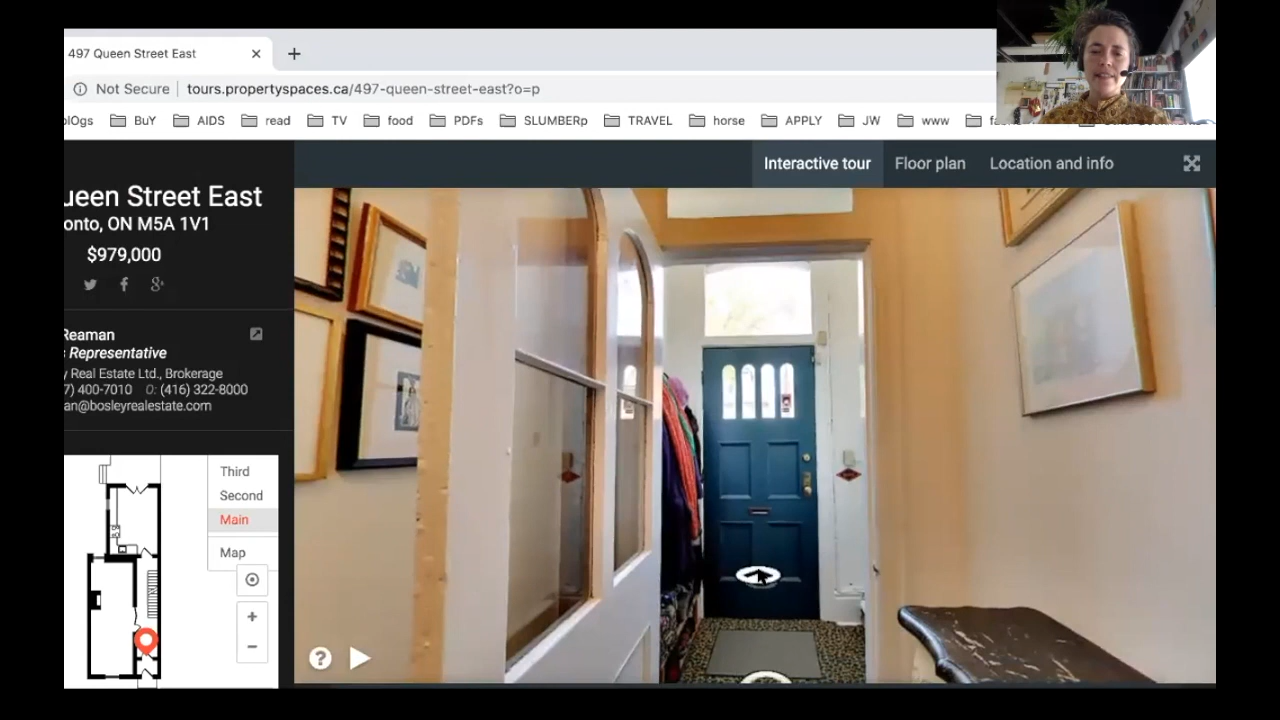 497 Queen Street East
Not Secure
tours.propertyspaces.ca/497-queen-street-east?o=p
blOgs BuY AIDS read TV food PDFs SLUMBERp TRAVEL horse APPLY JW www
Interactive tour Floor plan Location and info
ueen Street East
onto, ON M5A 1V1
$979,000
Reaman
Representative
y Real Estate Ltd., Brokerage
7) 400-7010 O: (416) 322-8000
an@bosleyrealestate.com
Third
Second
Main
Map